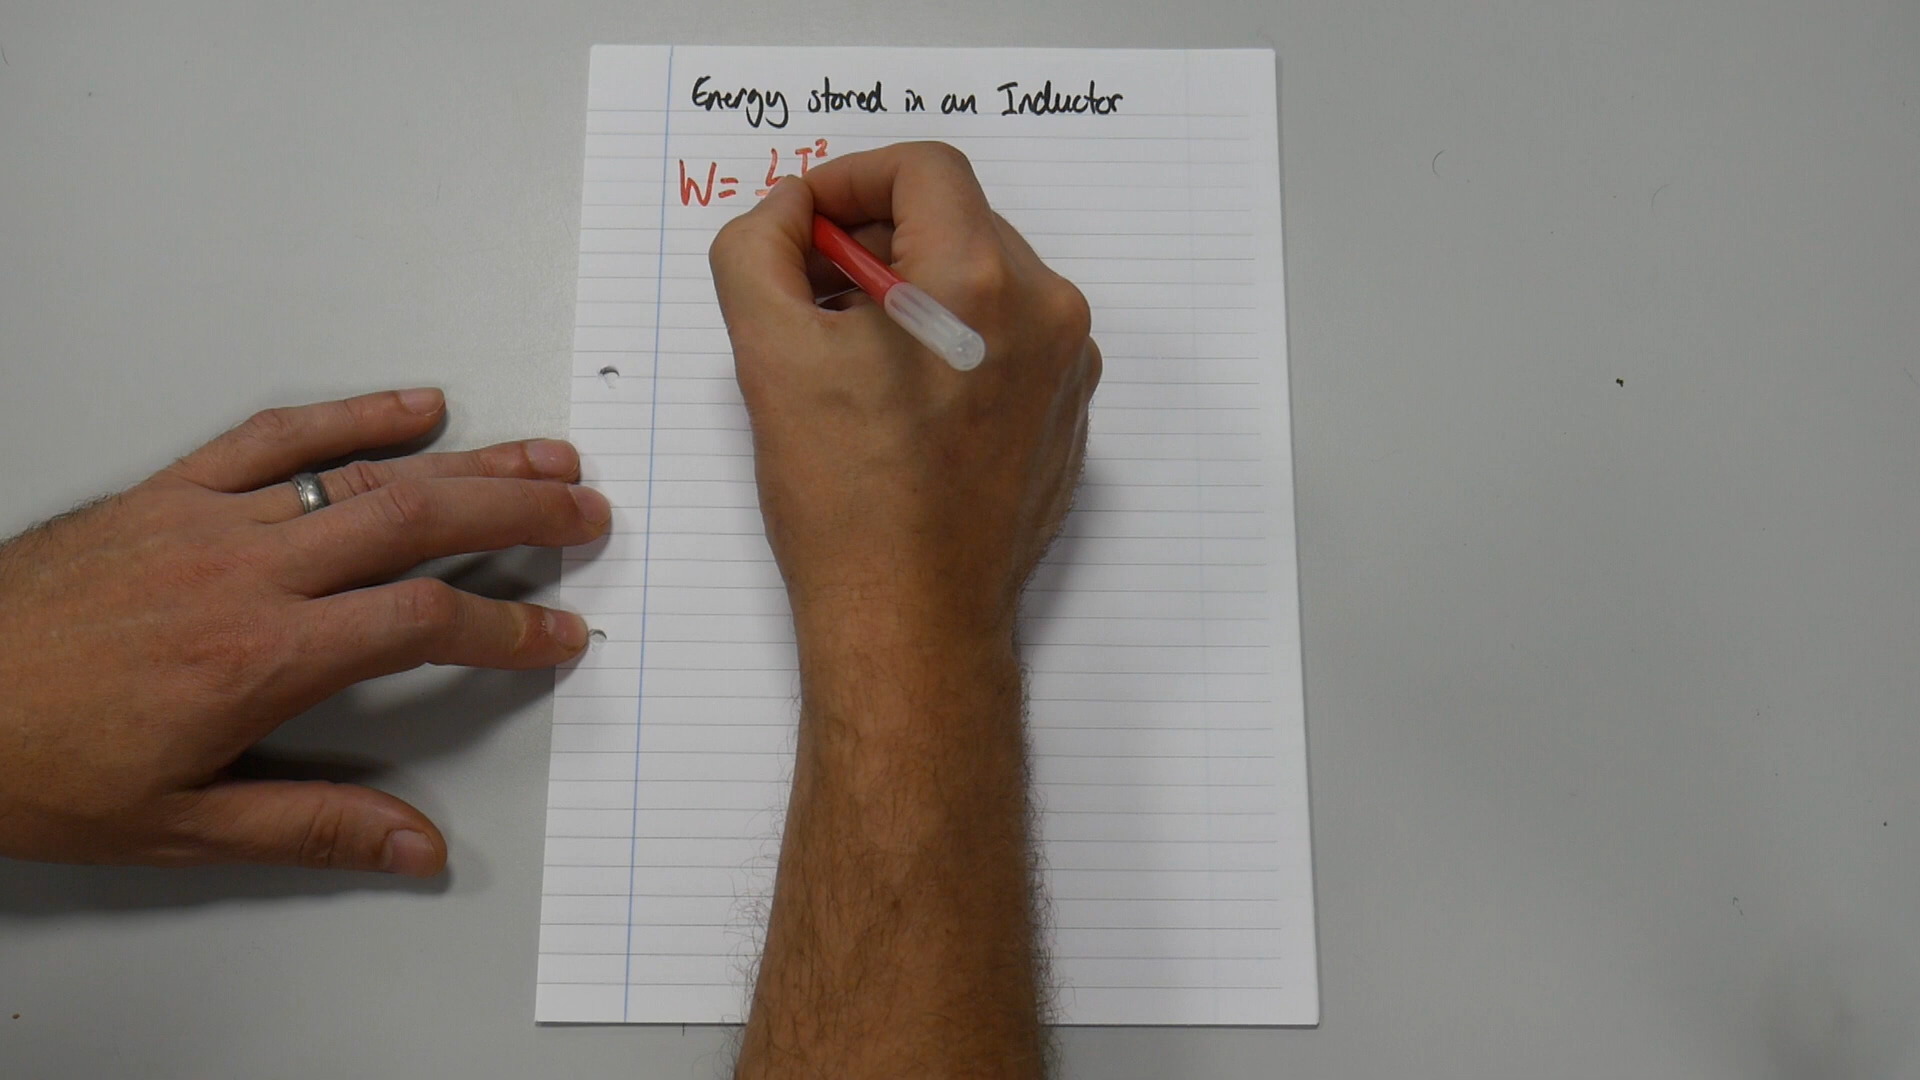 Energy stored in an Inductor
W= LI²